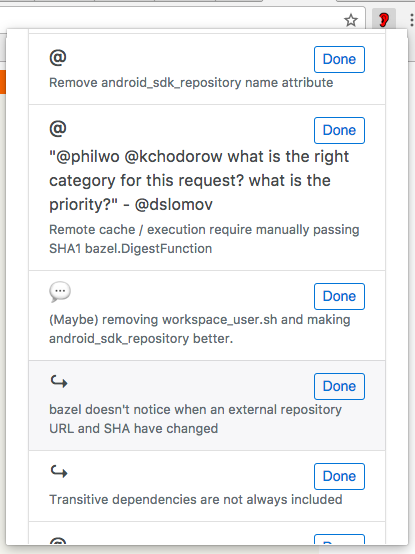 @
Done
Remove android_sdk_repository name attribute
@
Done
"@philwo @kchodorow what is the right
category for this request? what is the
priority?" - @dslomov
Remote cache / execution require manually passing
SHA1 bazel.DigestFunction
Done
(Maybe) removing workspace_user.sh and making
android_sdk_repository better.
Done
bazel doesn't notice when an external repository
URL and SHA have changed
Done
Transitive dependencies are not always included
@
Done